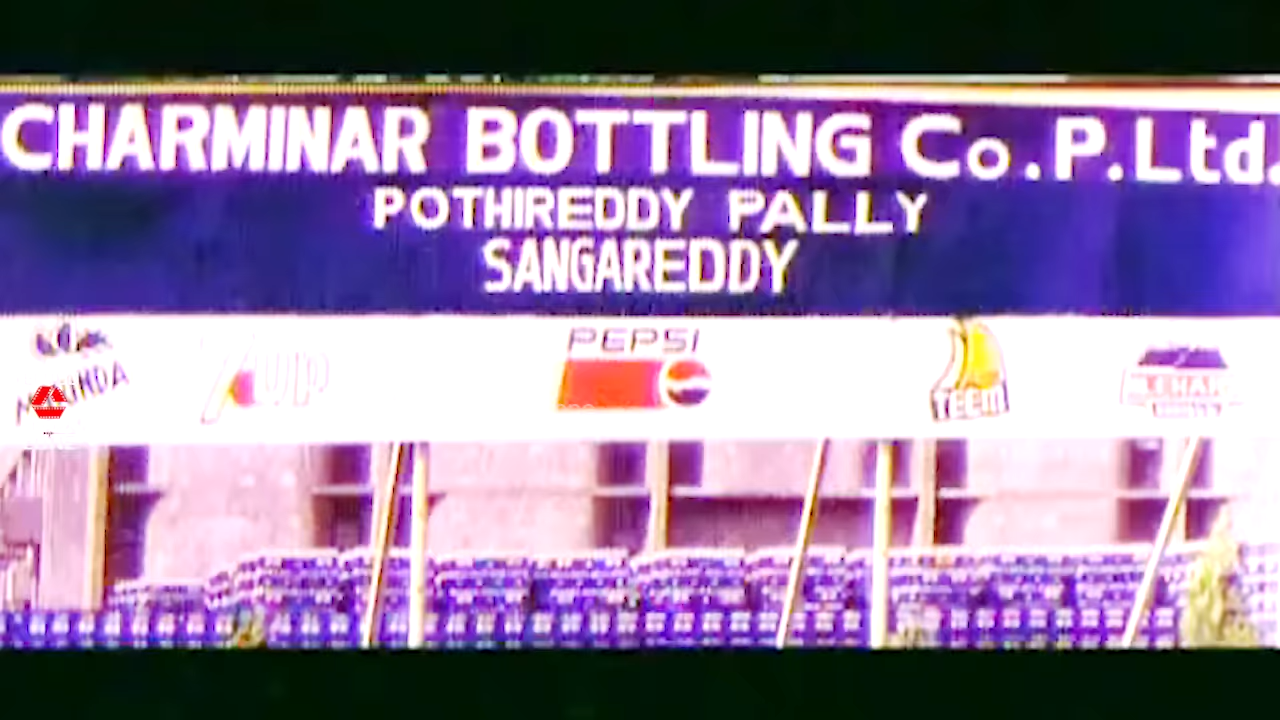 CHARMINAR BOTTLING Co.P.Ltd.
POTHIREDDY PALLY
SANGAREDDY
7UP
PEPSI
TEEM